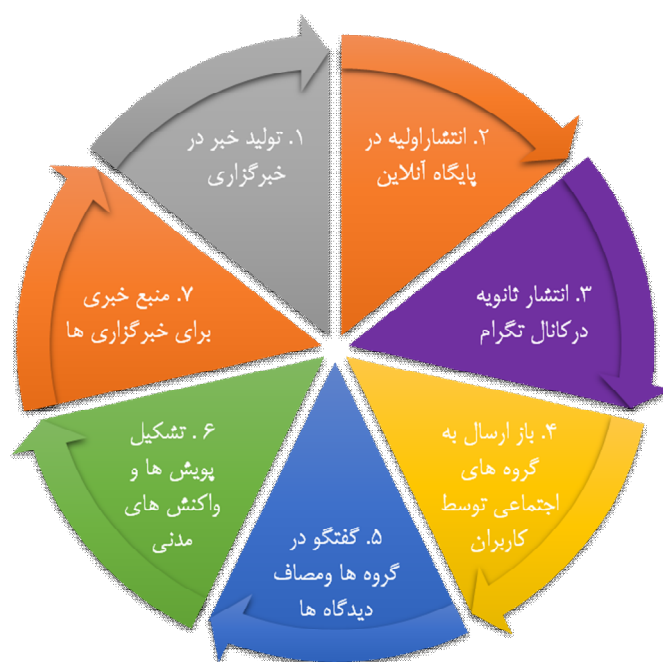 ۱. تولید خبر در
خبرگزاری
۲. انتشاراولیه در
پایگاه آنلاین
۳. انتشار ثانویه
درکانال تگرام
۴. باز ارسال به
گروه های
اجتماعی توسط
کاربران
۵. گفتگو در
گروه ها ومصاف
دیدگاه ها
۶. تشکیل
پویش ها و
واکنش های
مدنی
۷. منبع خبری
برای خبرگزاری ها